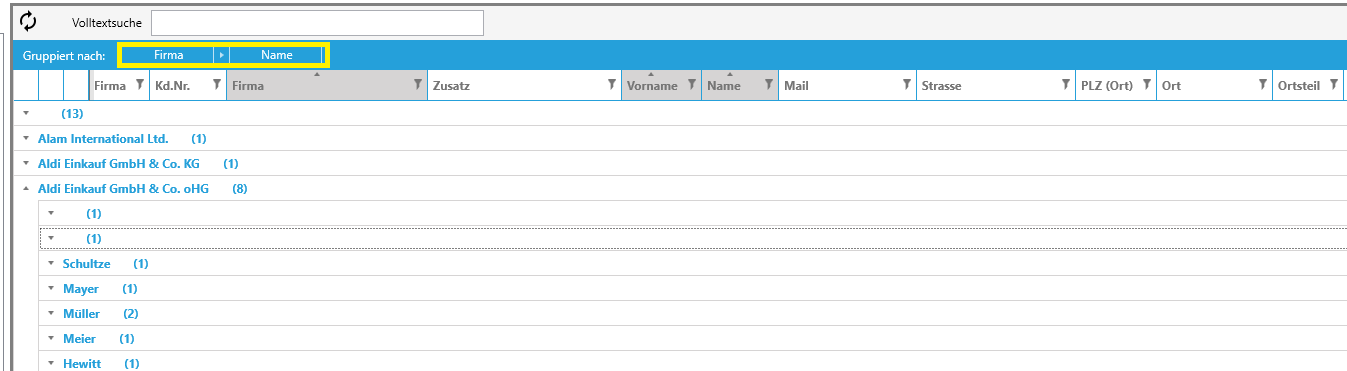 Volltextsuche
Gruppiert nach: Firma Name
Firma Kd.Nr. Firma Zusatz Vorname Name Mail Strasse PLZ (Ort) Ort Ortsteil
(13)
Alam International Ltd. (1)
Aldi Einkauf GmbH & Co. KG (1)
Aldi Einkauf GmbH & Co. oHG (8)
(1)
(1)
Schultze (1)
Mayer (1)
Müller (2)
Meier (1)
Hewitt (1)